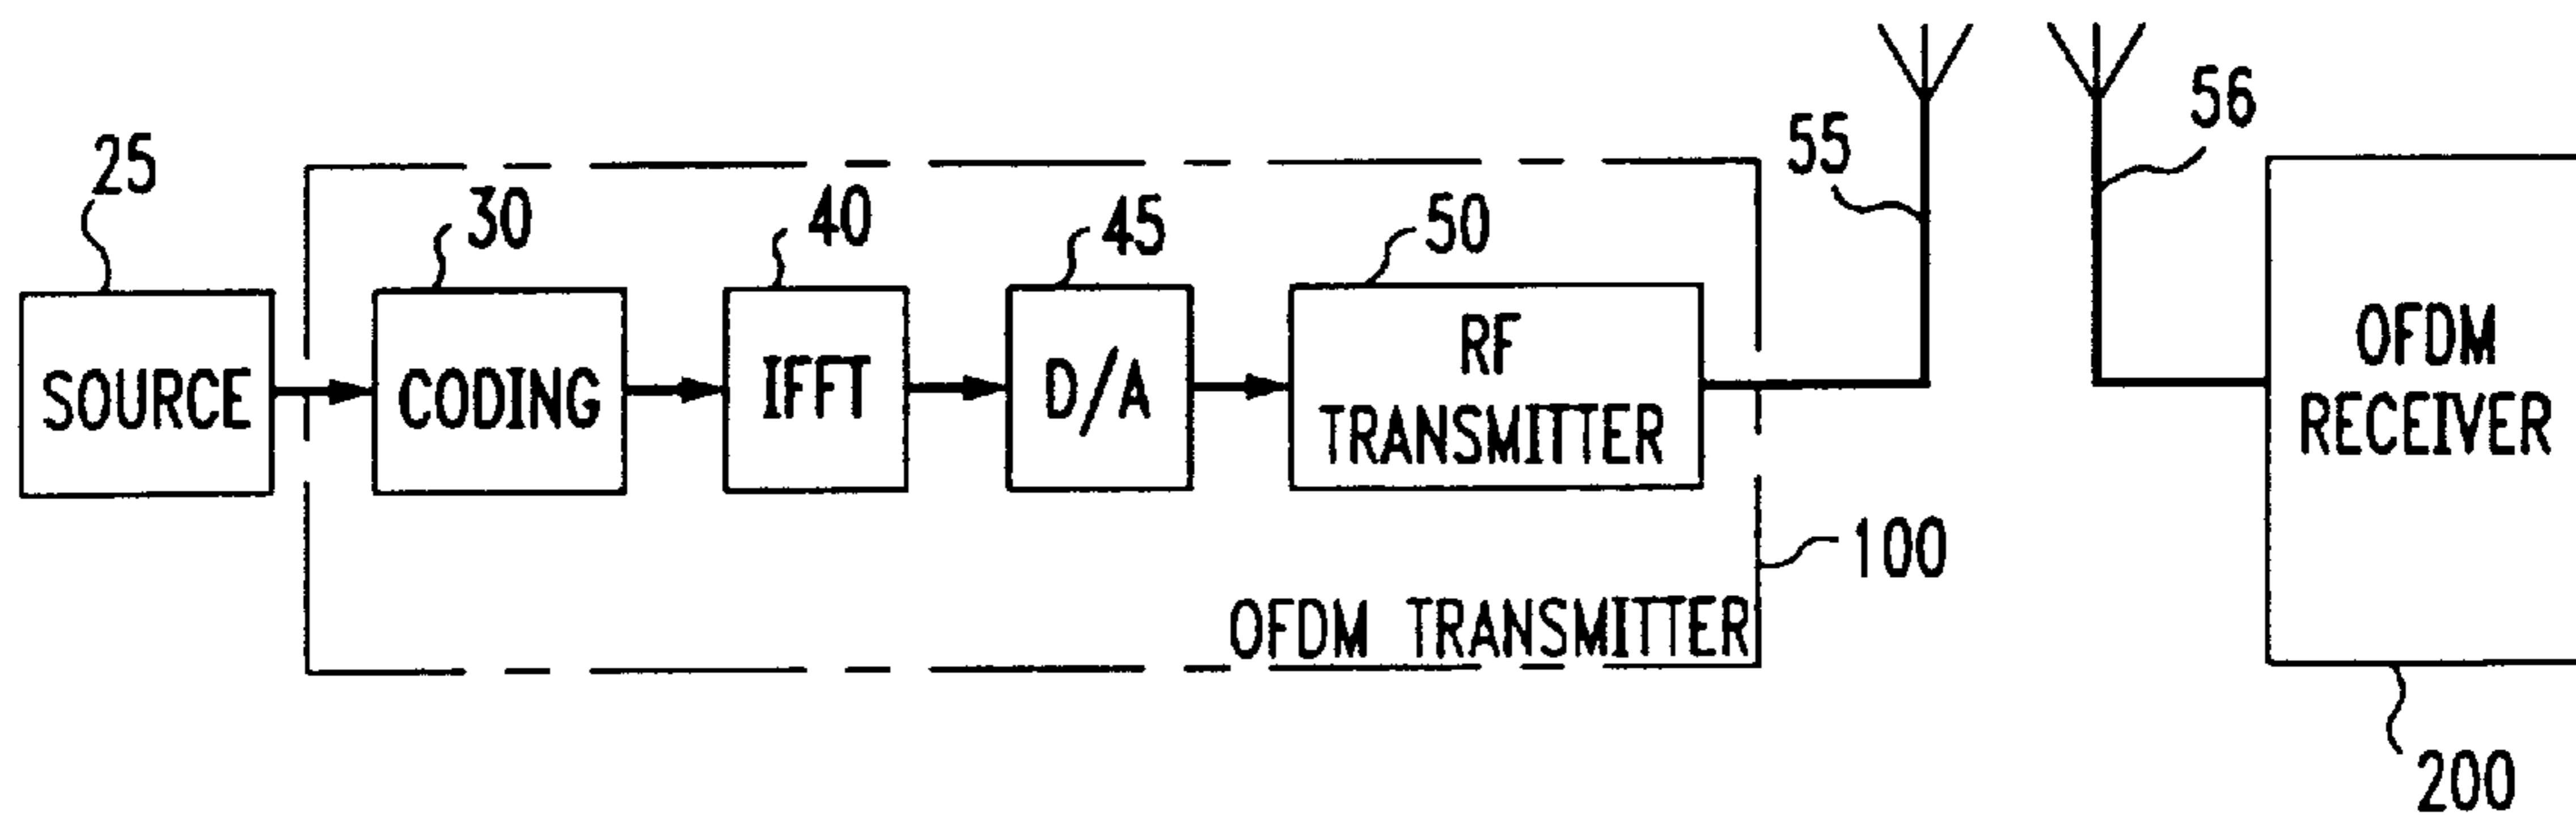 25
30
40
45
50
55
56
SOURCE
CODING
IFFT
D/A
RF
TRANSMITTER
OFDM
RECEIVER
100
OFDM TRANSMITTER
200